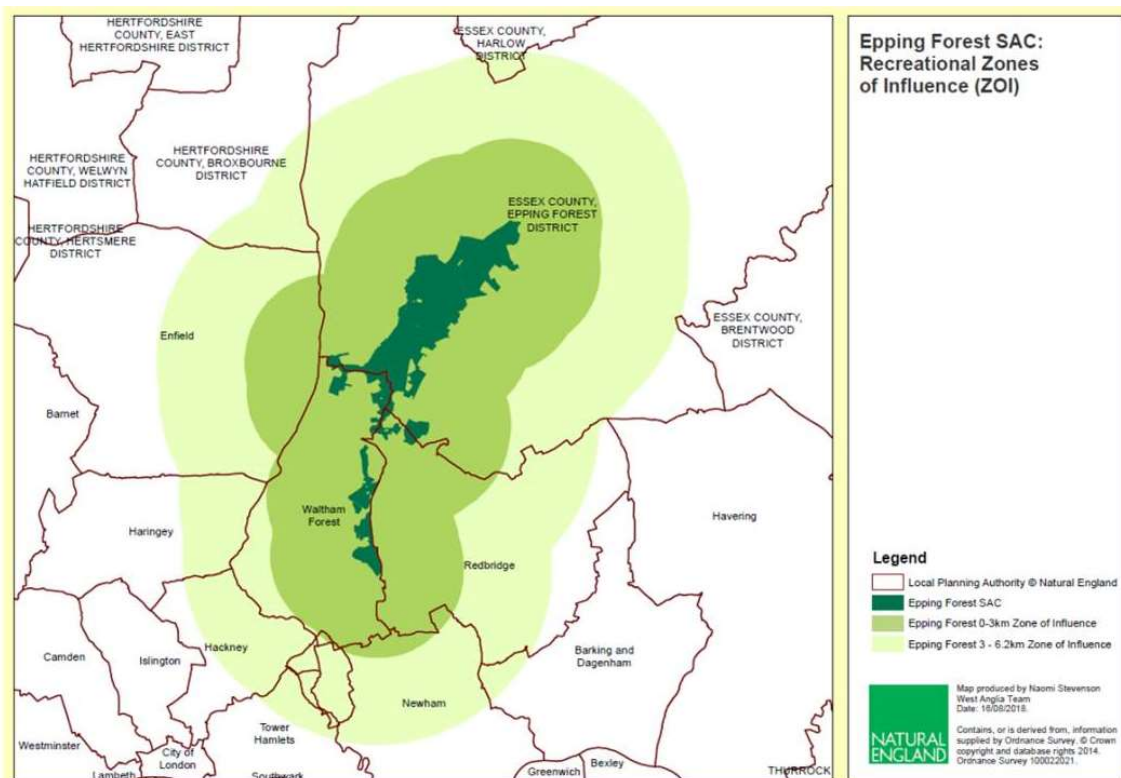 HERTFORDSHIRE
COUNTY, EAST
HERTFORDSHIRE DISTRICT
ESSEX COUNTY,
HARLOW
DISTRICT
HERTFORDSHIRE
COUNTY, WELWYN
HATFIELD DISTRICT
HERTFORDSHIRE
COUNTY, BROXBOURNE
DISTRICT
ESSEX COUNTY,
EPPING FOREST
DISTRICT
HERTFORDSHIRE
COUNTY, HERTSMERE
DISTRICT
Enfield
ESSEX COUNTY,
BRENTWOOD
DISTRICT
Barnet
Haringey
Waltham
Forest
Redbridge
Havering
Camden
Islington
Hackney
Barking and
Dagenham
Newham
Westminster
City of
London
Tower
Hamlets
Lambeth
Southwark
Greenwich
Bexley
THURROCK
Epping Forest SAC:
Recreational Zones
of Influence (ZOI)
Legend
Local Planning Authority © Natural England
Epping Forest SAC
Epping Forest 0-3km Zone of Influence
Epping Forest 3 - 6.2km Zone of Influence
NATURAL
ENGLAND
Map produced by Naomi Stevenson
West Anglia Team
Date: 16/08/2018.
Contains, or is derived from, information
supplied by Ordnance Survey. © Crown
copyright and database rights 2014.
Ordnance Survey 100022021.